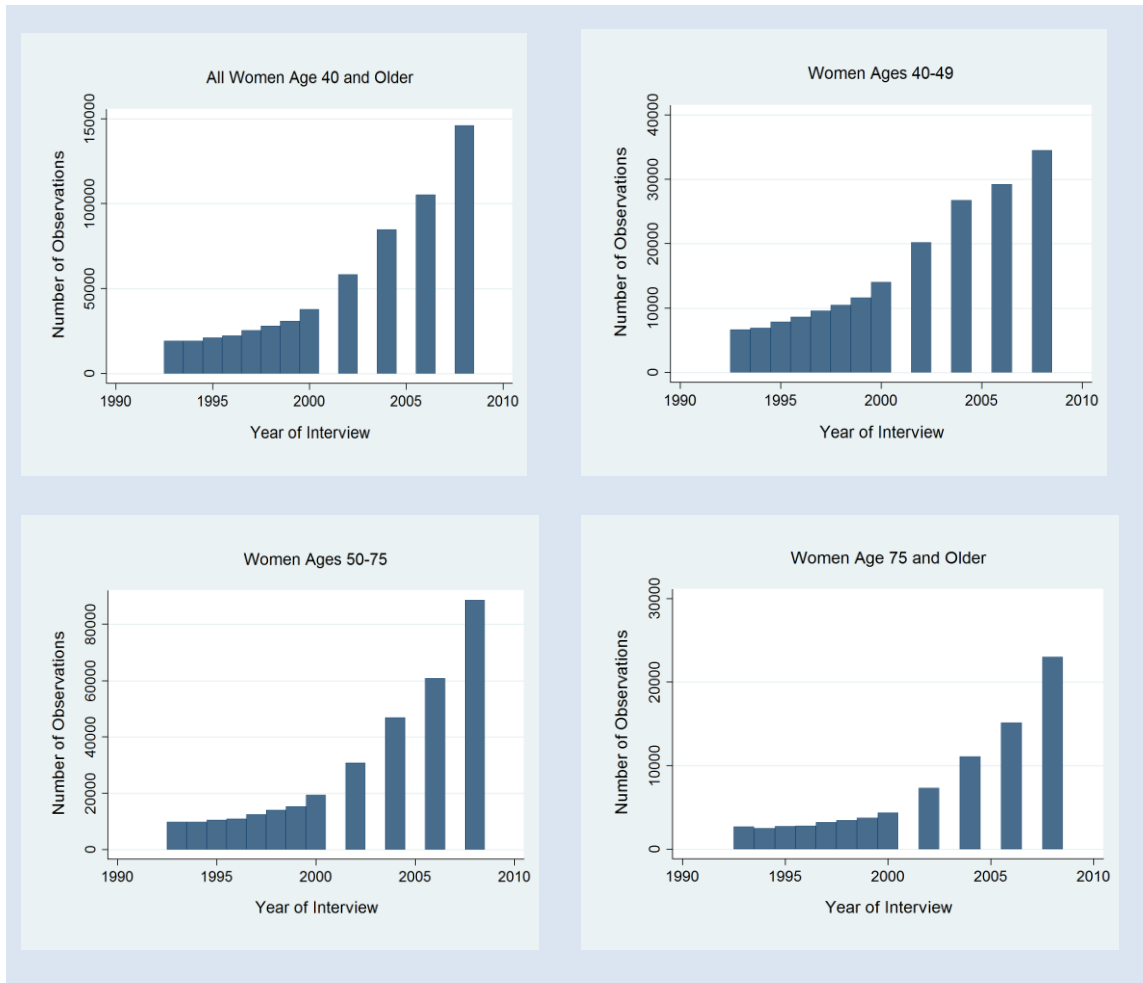 All Women Age 40 and Older
Number of Observations
150000
100000
50000
0
1990 1995 2000 2005 2010
Year of Interview
Women Ages 40-49
Number of Observations
40000
30000
20000
10000
0
1990 1995 2000 2005 2010
Year of Interview
Women Ages 50-75
Number of Observations
80000
60000
40000
20000
0
1990 1995 2000 2005 2010
Year of Interview
Women Age 75 and Older
Number of Observations
30000
20000
10000
0
1990 1995 2000 2005 2010
Year of Interview